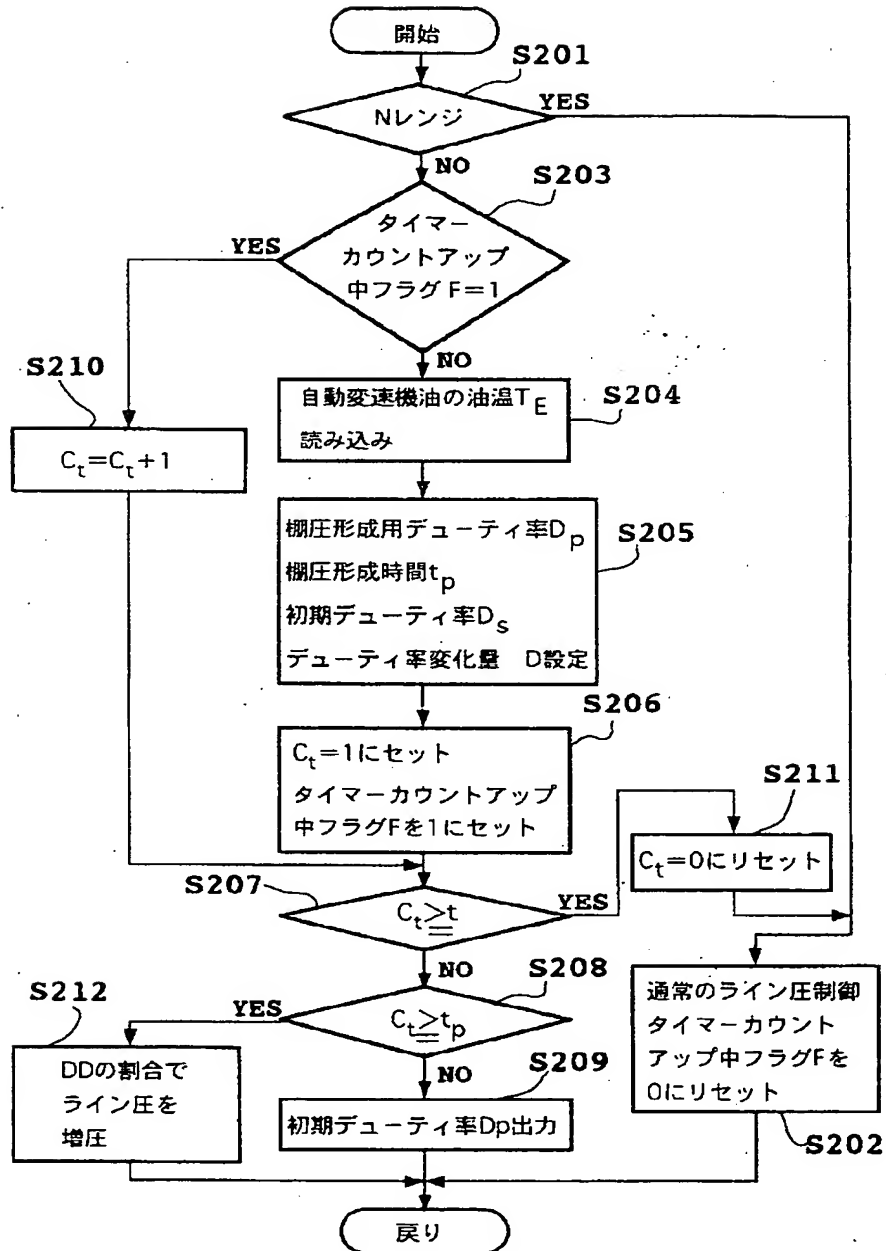 開始
S201
Nレンジ
YES
NO
S203
タイマー
カウントアップ
中フラグF=1
YES
NO
S210
C_t=C_t+1
自動変速機油の油温T_E
読み込み
S204
棚圧形成用デューティ率D_p
棚圧形成時間t_p
初期デューティ率D_s
デューティ率変化量 D設定
S205
S206
C_t=1にセット
タイマーカウントアップ
中フラグFを1にセット
S211
C_t=0にリセット
S207
C_t≧t
YES
NO
S208
C_t≧t_p
YES
NO
S212
DDの割合で
ライン圧を
増圧
S209
初期デューティ率Dp出力
通常のライン圧制御
タイマーカウント
アップ中フラグFを
0にリセット
S202
戻り